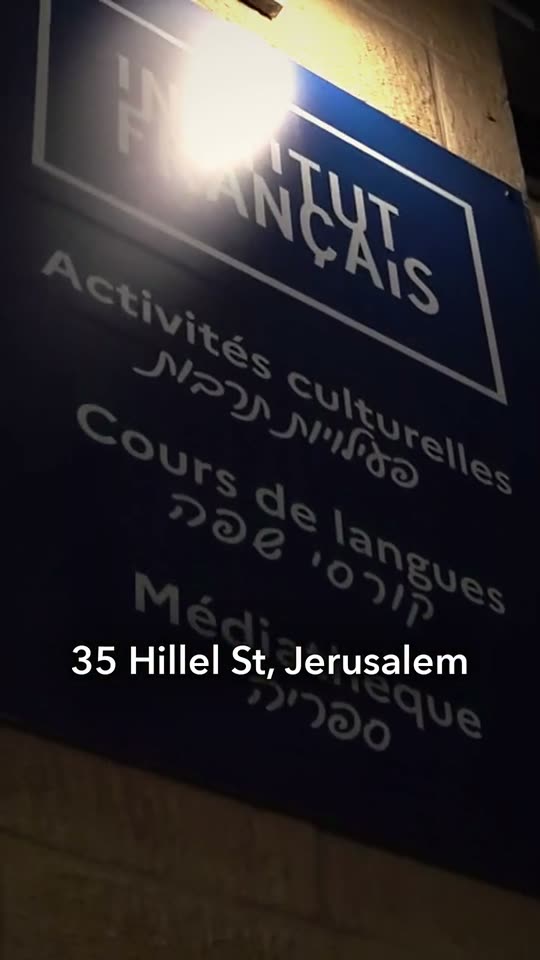 INSTITUT
FRANÇAIS
Activités culturelles
פעילויות תרבות
Cours de langues
קורסי שפה
Médiathèque
ספריה
35 Hillel St, Jerusalem